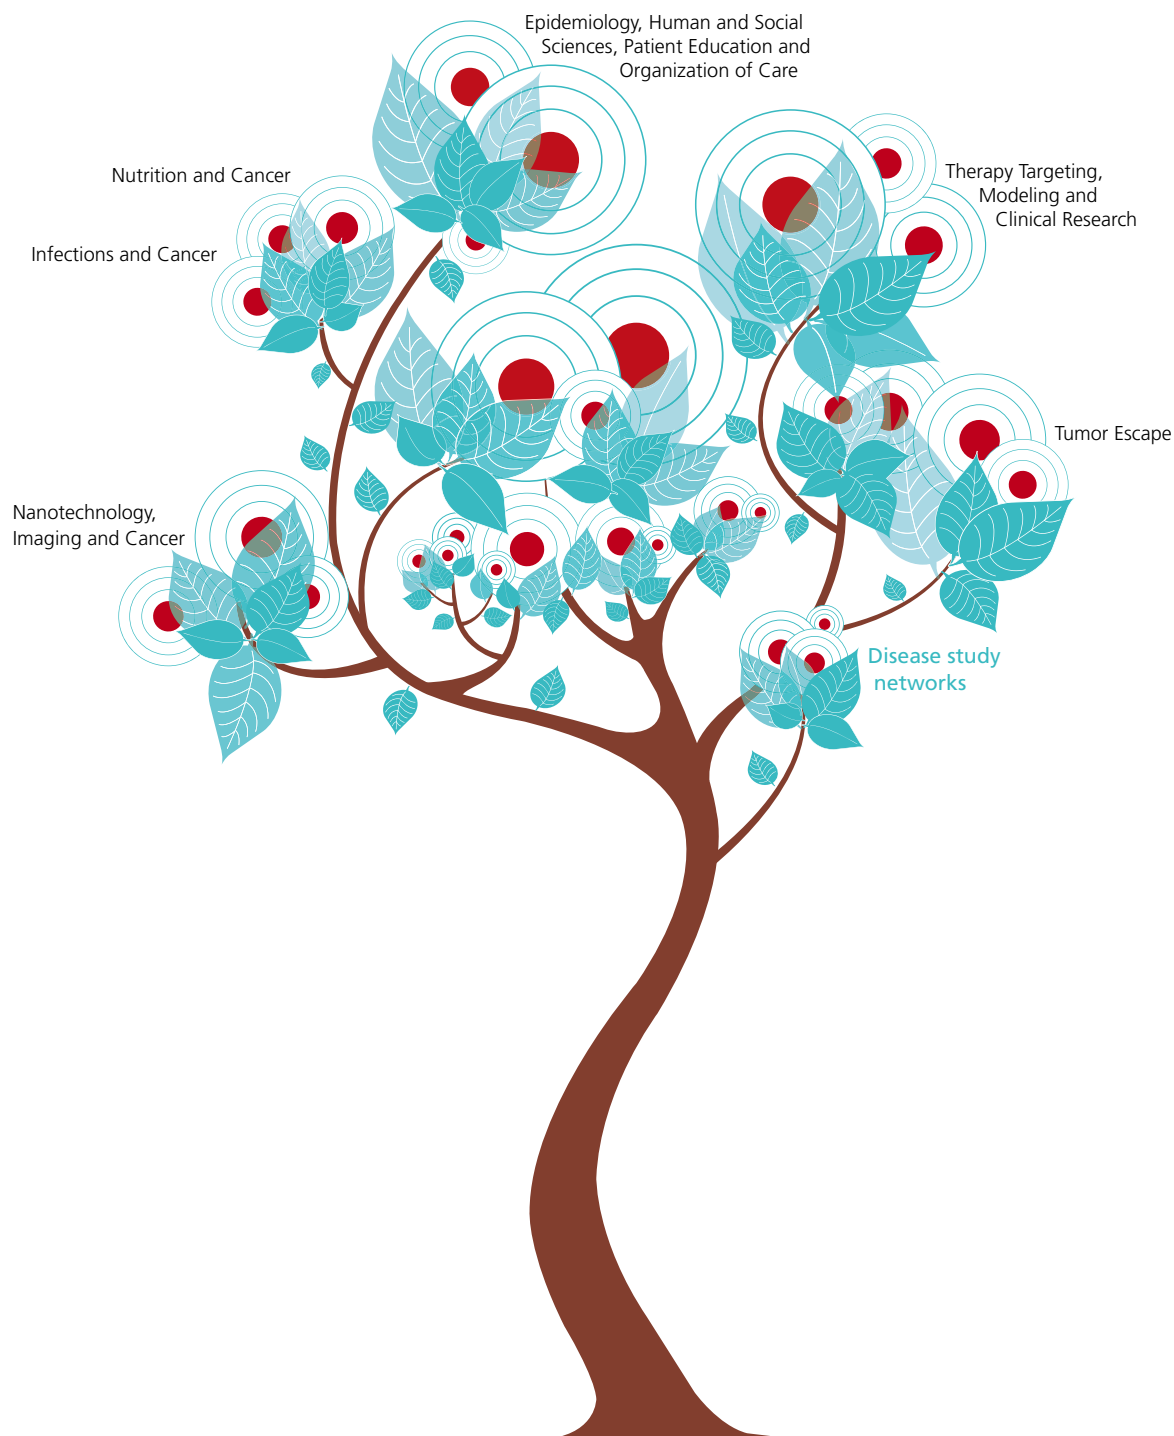 Epidemiology, Human and Social
Sciences, Patient Education and
Organization of Care
Nutrition and Cancer
Therapy Targeting,
Modeling and
Clinical Research
Infections and Cancer
Tumor Escape
Nanotechnology,
Imaging and Cancer
Disease study
networks